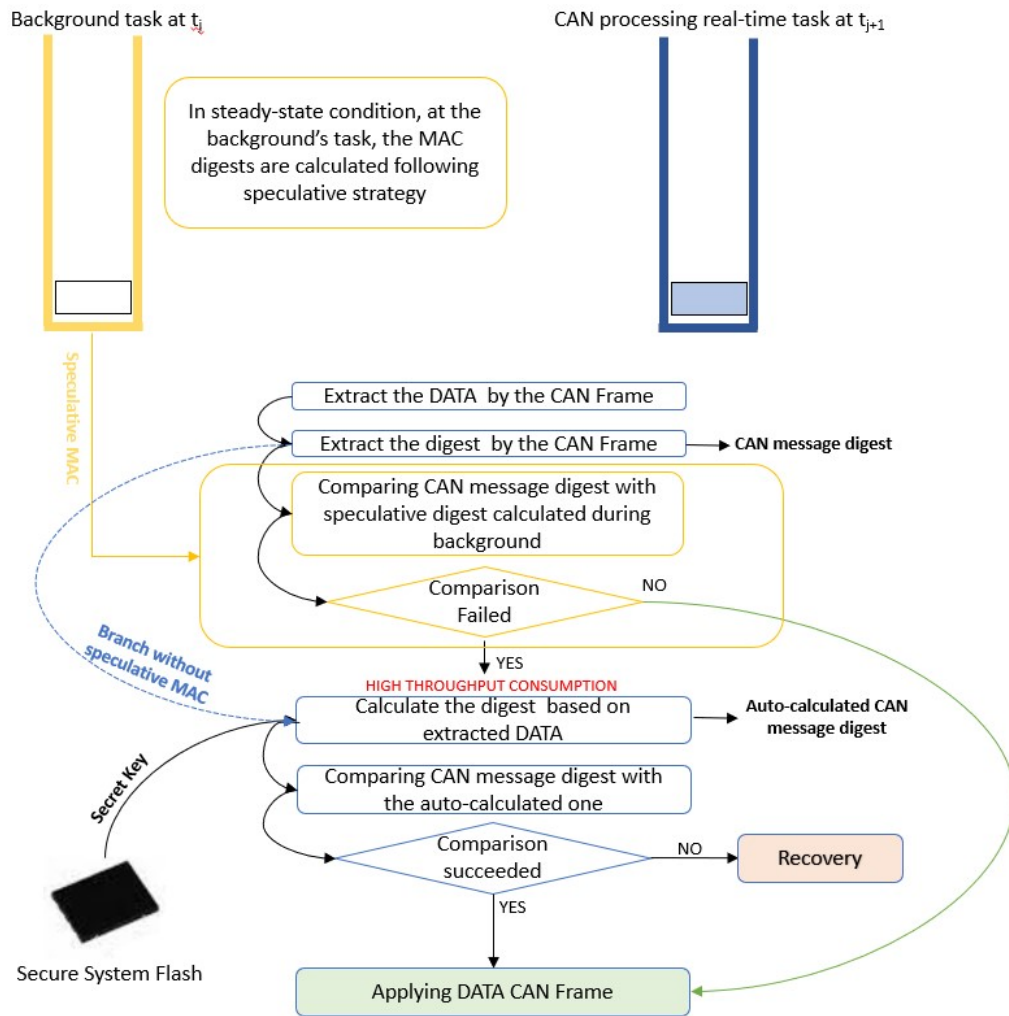 Background task at tj
CAN processing real-time task at tj+1
In steady-state condition, at the
background's task, the MAC
digests are calculated following
speculative strategy
Speculative MAC
Extract the DATA by the CAN Frame
Extract the digest by the CAN Frame
CAN message digest
Comparing CAN message digest with
speculative digest calculated during
background
Comparison
Failed
NO
YES
Branch without
speculative MAC
HIGH THROUGHPUT CONSUMPTION
Calculate the digest based on
extracted DATA
Auto-calculated CAN
message digest
Secret Key
Comparing CAN message digest with
the auto-calculated one
Comparison
succeeded
NO
Recovery
YES
Secure System Flash
Applying DATA CAN Frame